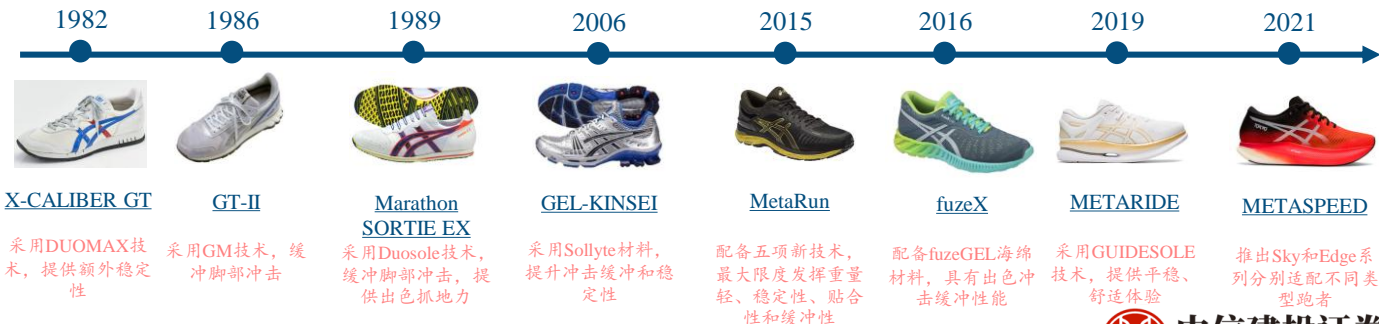 1982
1986
1989
2006
2015
2016
2019
2021
X-CALIBER GT
GT-II
Marathon
SORTIE EX
GEL-KINSEI
MetaRun
fuzeX
METARIDE
METASPEED
采用DUOMAX技
术，提供额外稳定
性
采用GM技术，缓
冲脚部冲击
采用Duosole技术，
缓冲脚部冲击，提
供出色抓地力
采用Sollyte材料，
提升冲击缓冲和稳
定性
配备五项新技术，
最大限度发挥重量
轻、稳定性、贴合
性和缓冲性
配备fuzeGEL海绵
材料，具有出色冲
击缓冲性能
采用GUIDESOLE
技术，提供平稳、
舒适体验
推出Sky和Edge系
列分别适配不同类
型跑者
中信建投证券